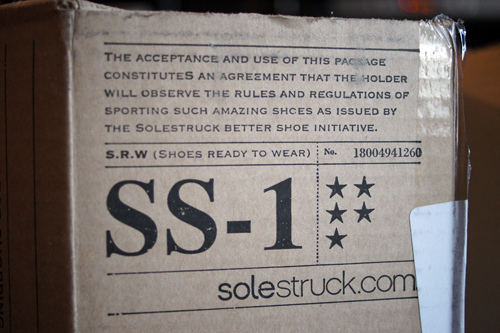 THE ACCEPTANCE AND USE OF THIS PACKAGE
CONSTITUTES AN AGREEMENT THAT THE HOLDER
WILL OBSERVE THE RULES AND REGULATIONS OF
SPORTING SUCH AMAZING SHOES AS ISSUED BY
THE SOLESTRUCK BETTER SHOE INITIATIVE.
S.R.W (SHOES READY TO WEAR) No. 18004941260
SS-1
solestruck.com